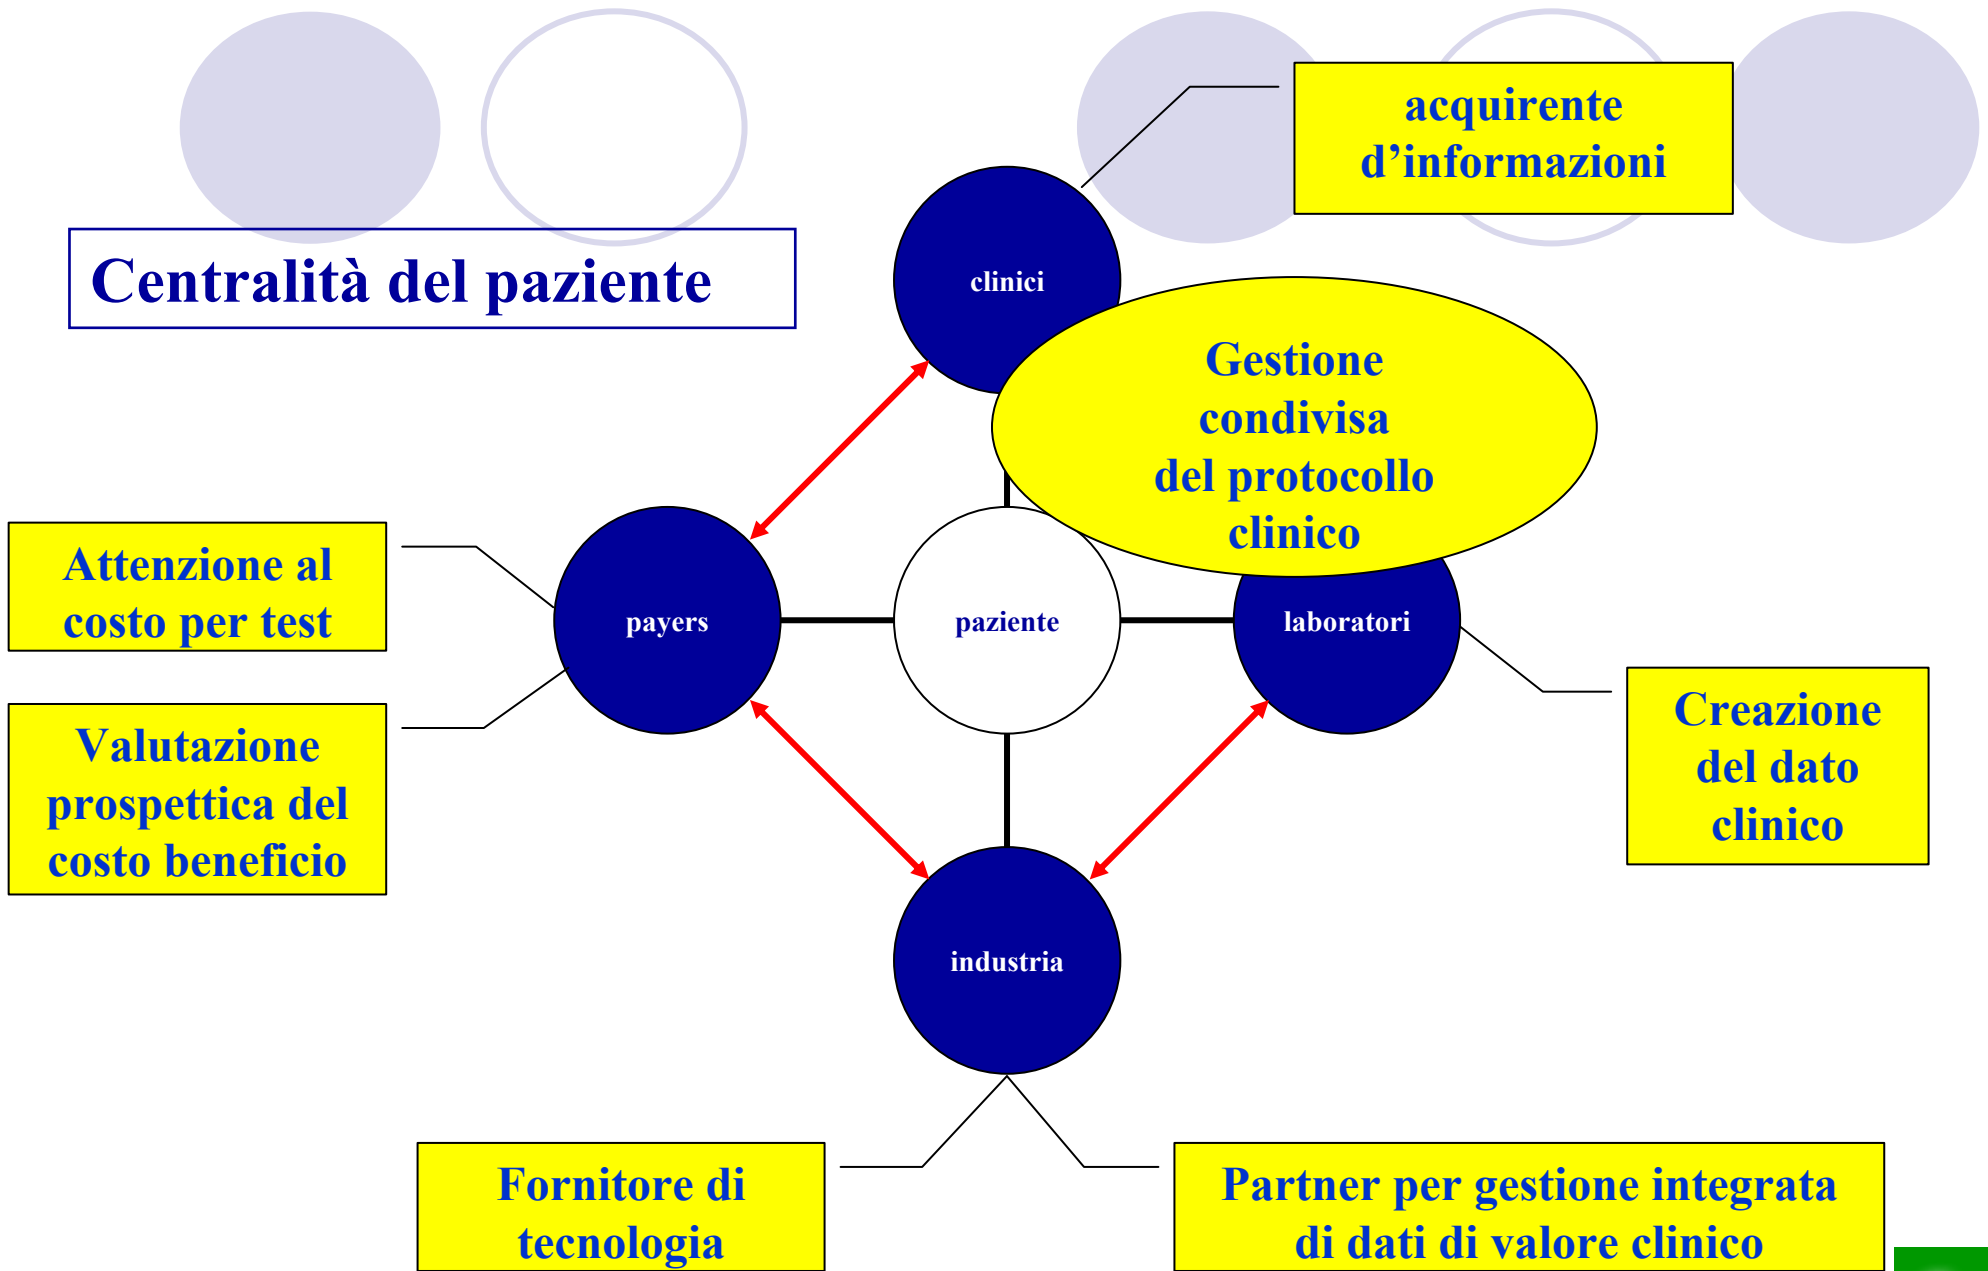 acquirente
d’informazioni
Centralità del paziente
clinici
Gestione
condivisa
del protocollo
clinico
Attenzione al
costo per test
payers
paziente
laboratori
Valutazione
prospettica del
costo beneficio
Creazione
del dato
clinico
industria
Fornitore di
tecnologia
Partner per gestione integrata
di dati di valore clinico